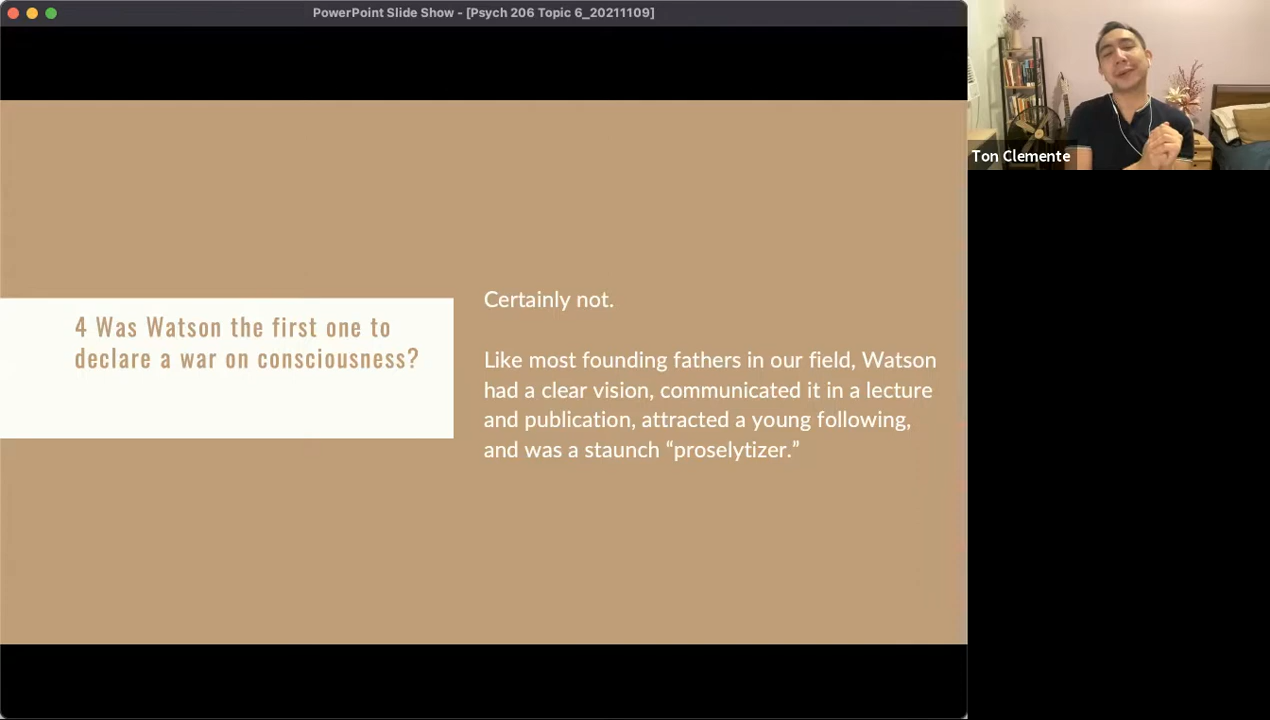 PowerPoint Slide Show - [Psych 206 Topic 6_20211109]
4 Was Watson the first one to
declare a war on consciousness?
Certainly not.
Like most founding fathers in our field, Watson
had a clear vision, communicated it in a lecture
and publication, attracted a young following,
and was a staunch “proselytizer.”
Ton Clemente